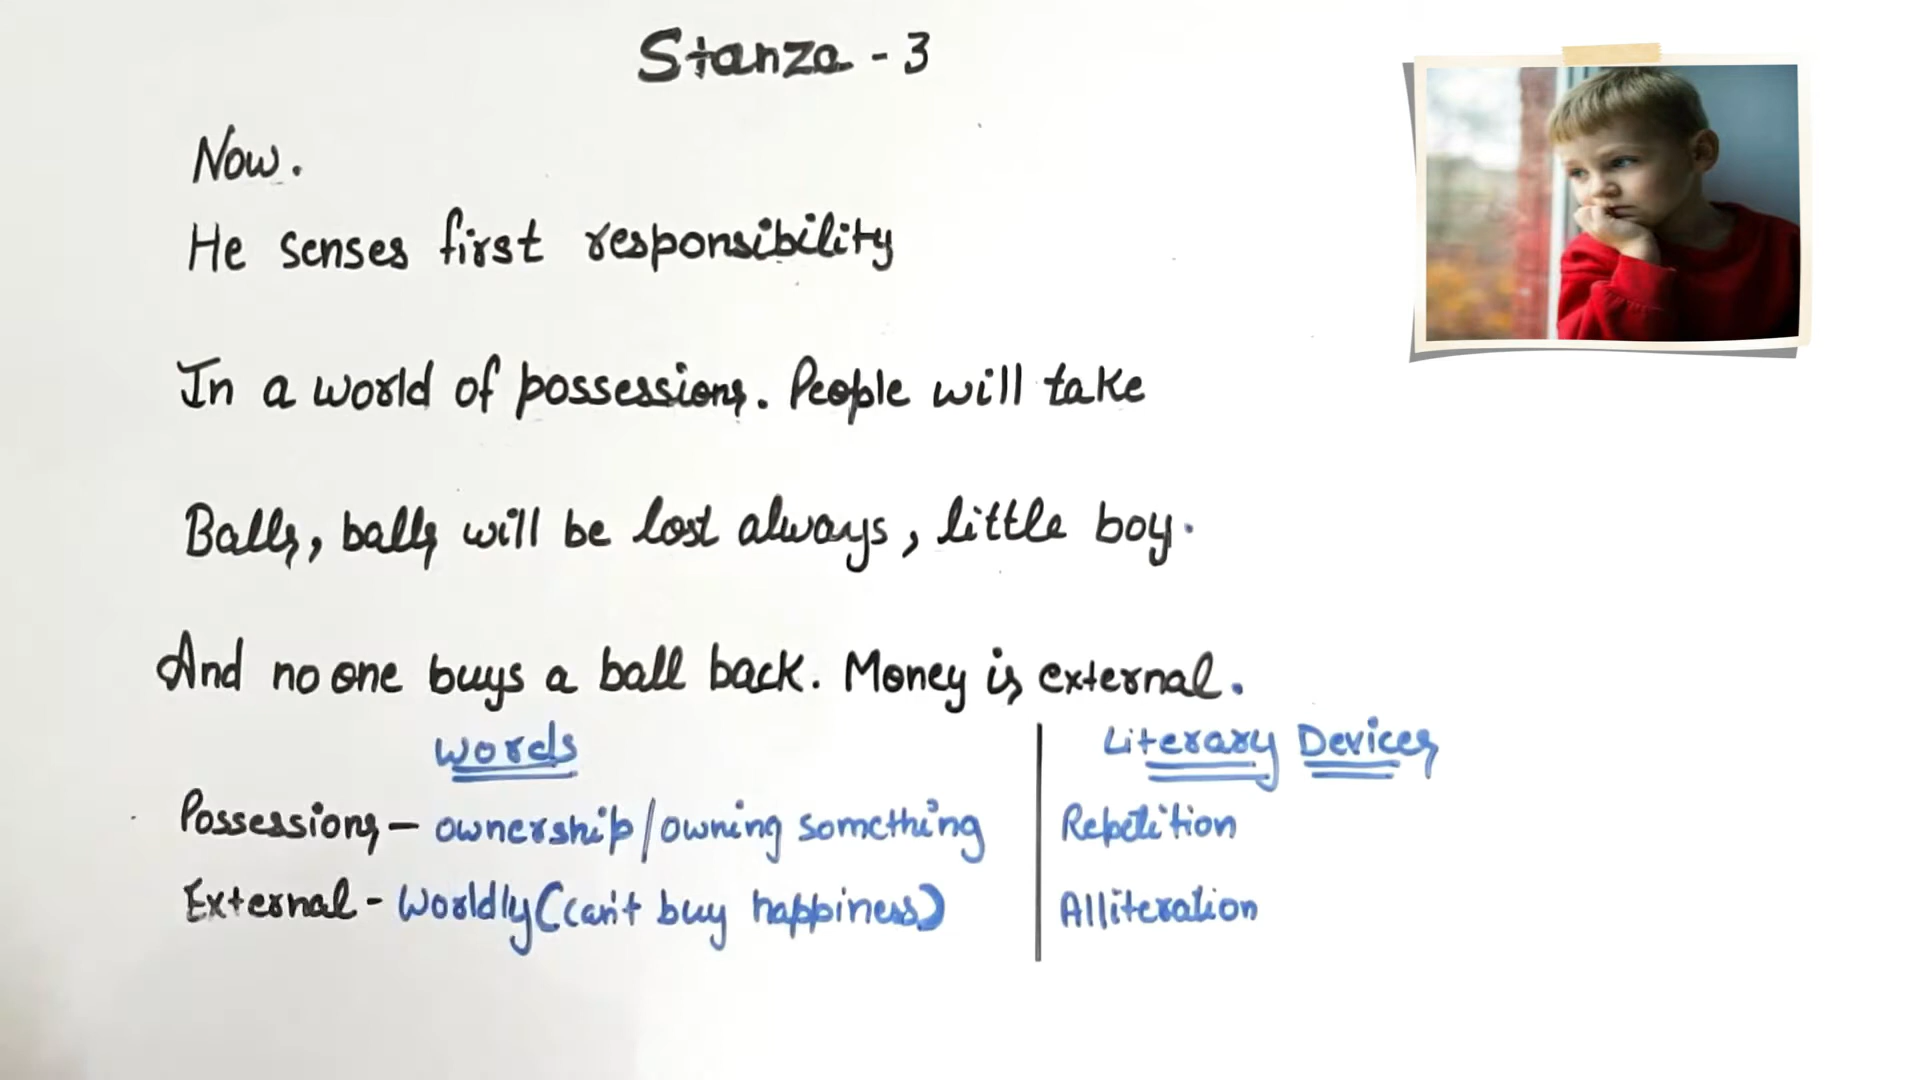 Stanza - 3
Now.
He senses first responsibility
In a world of possessions. People will take
Balls, balls will be lost always, little boy.
And no one buys a ball back. Money is external.
Words
Literary Devices
Possessions – ownership/owning something
Repetition
External - Worldly (can't buy happiness)
Alliteration